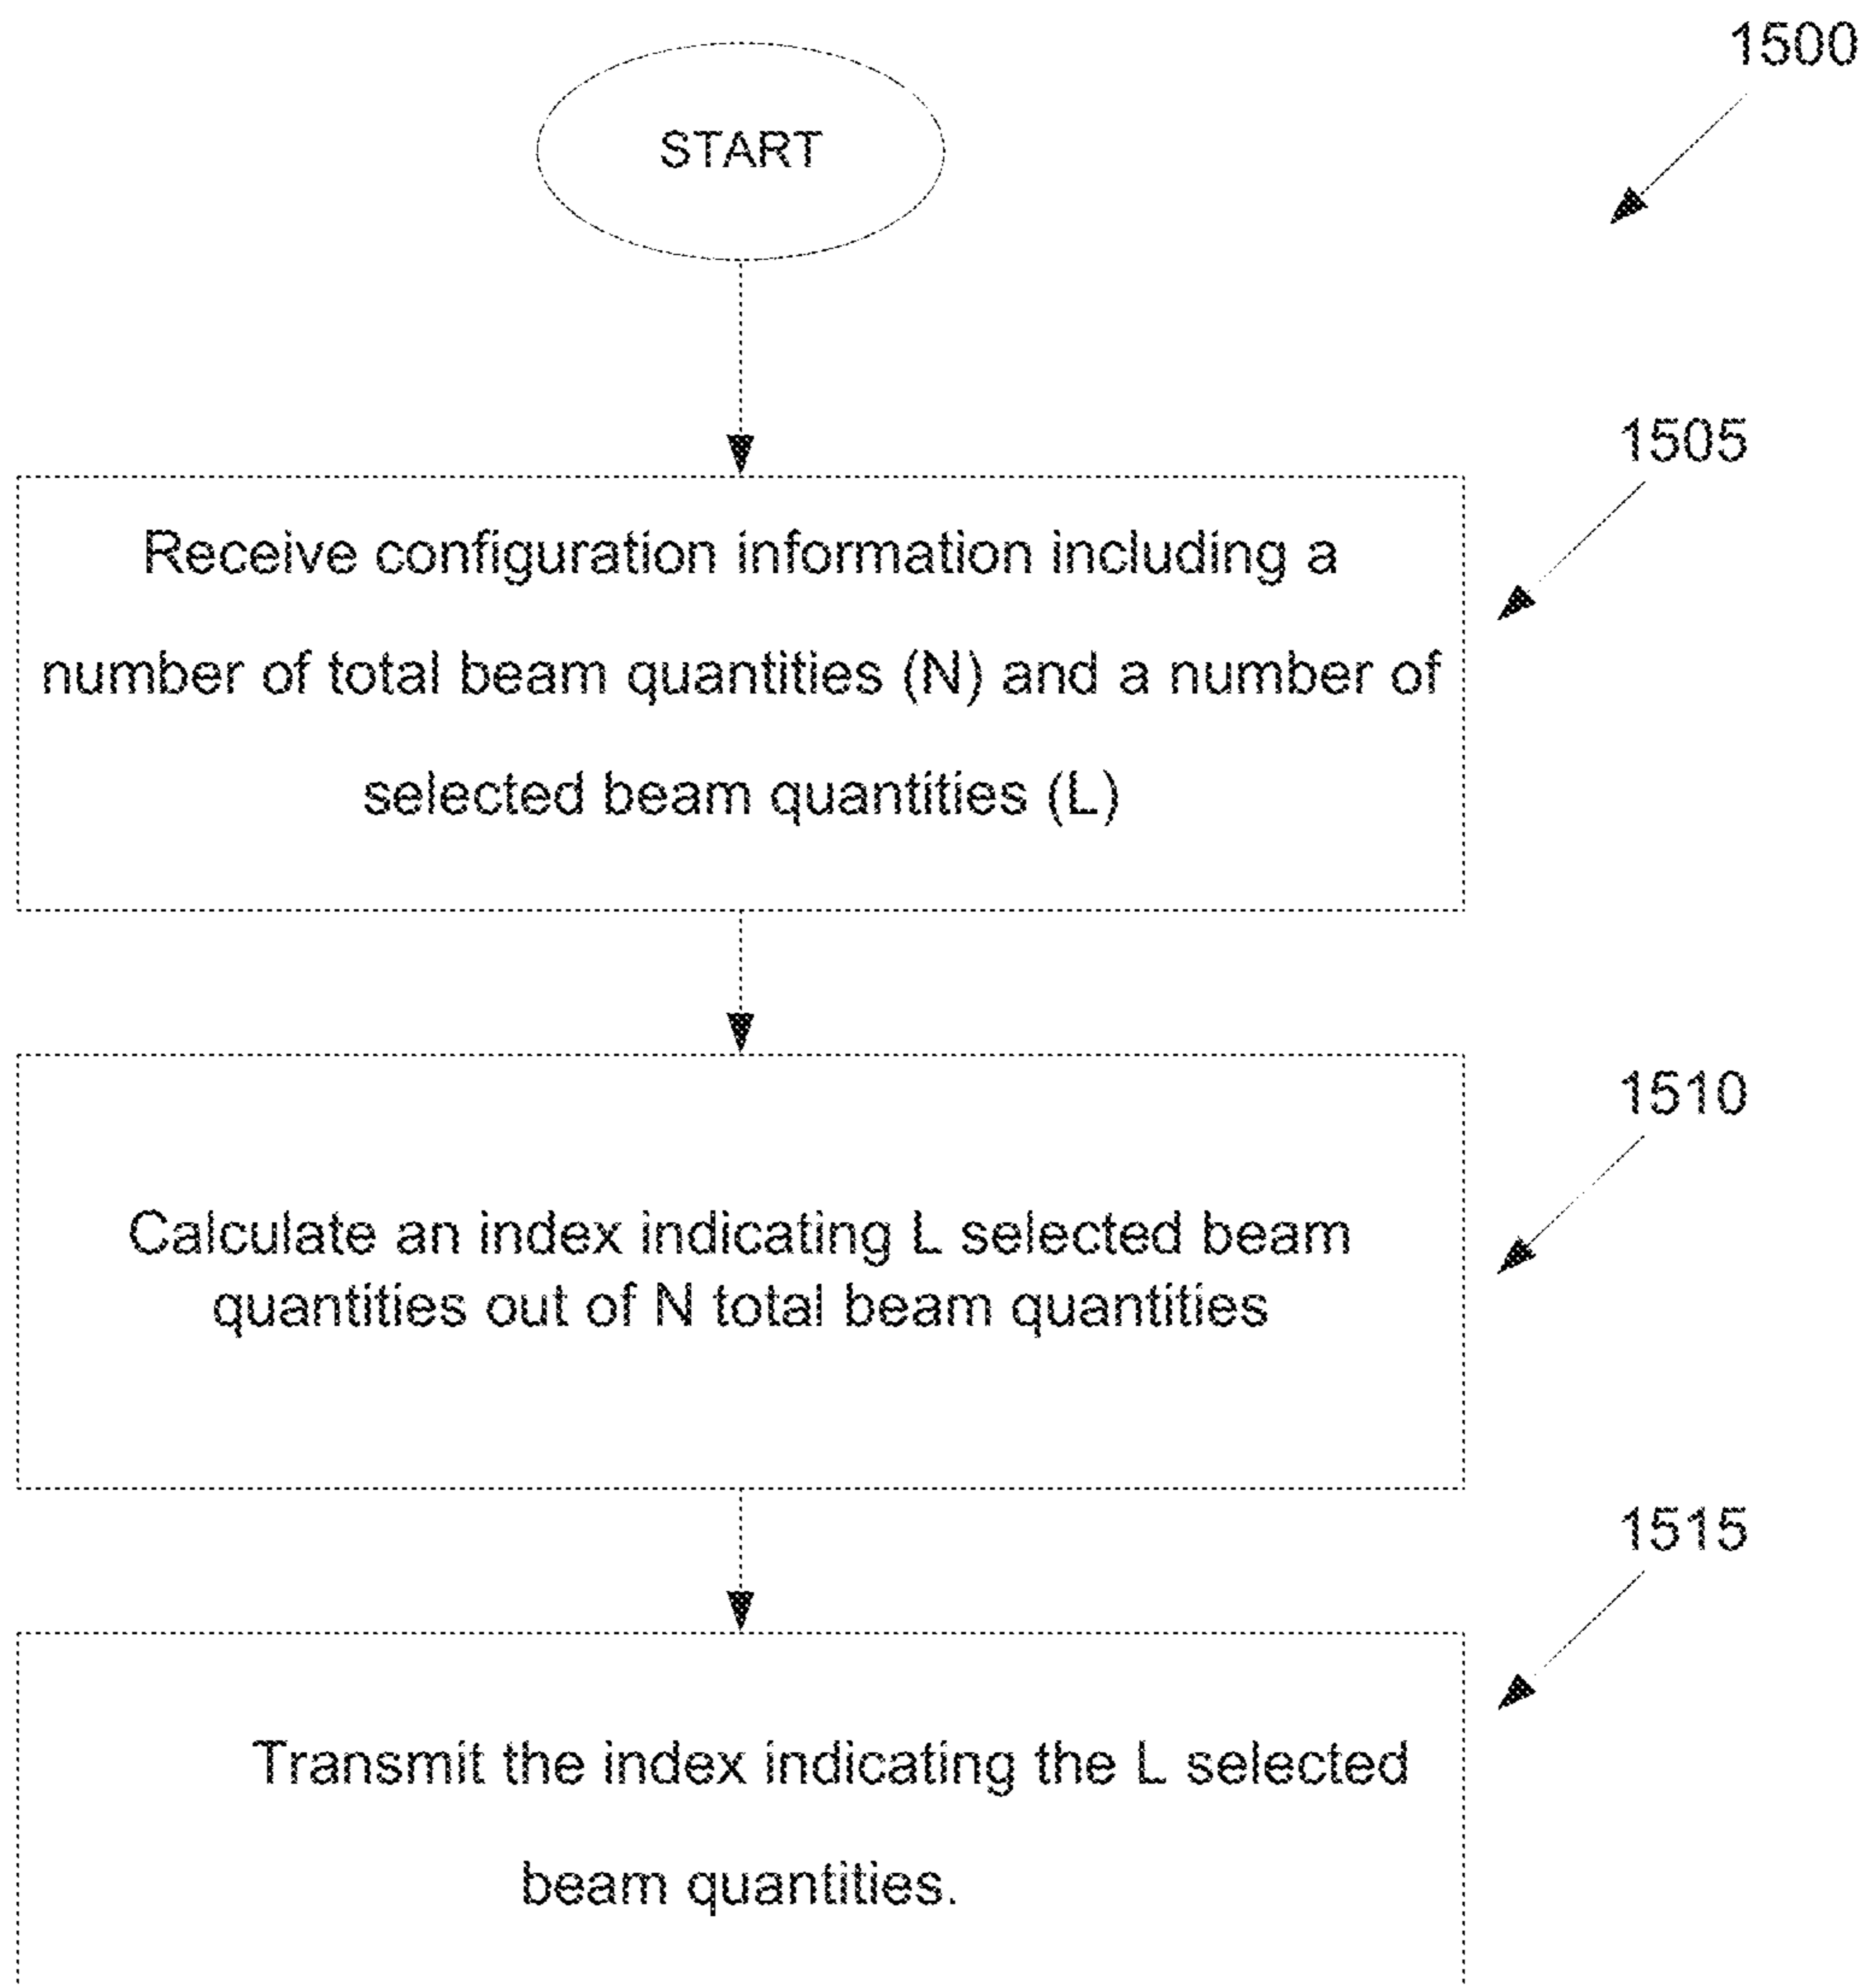 1500
START
1505
Receive configuration information including a
number of total beam quantities (N) and a number of
selected beam quantities (L)
1510
Calculate an index indicating L selected beam
quantities out of N total beam quantities
1515
Transmit the index indicating the L selected
beam quantities.